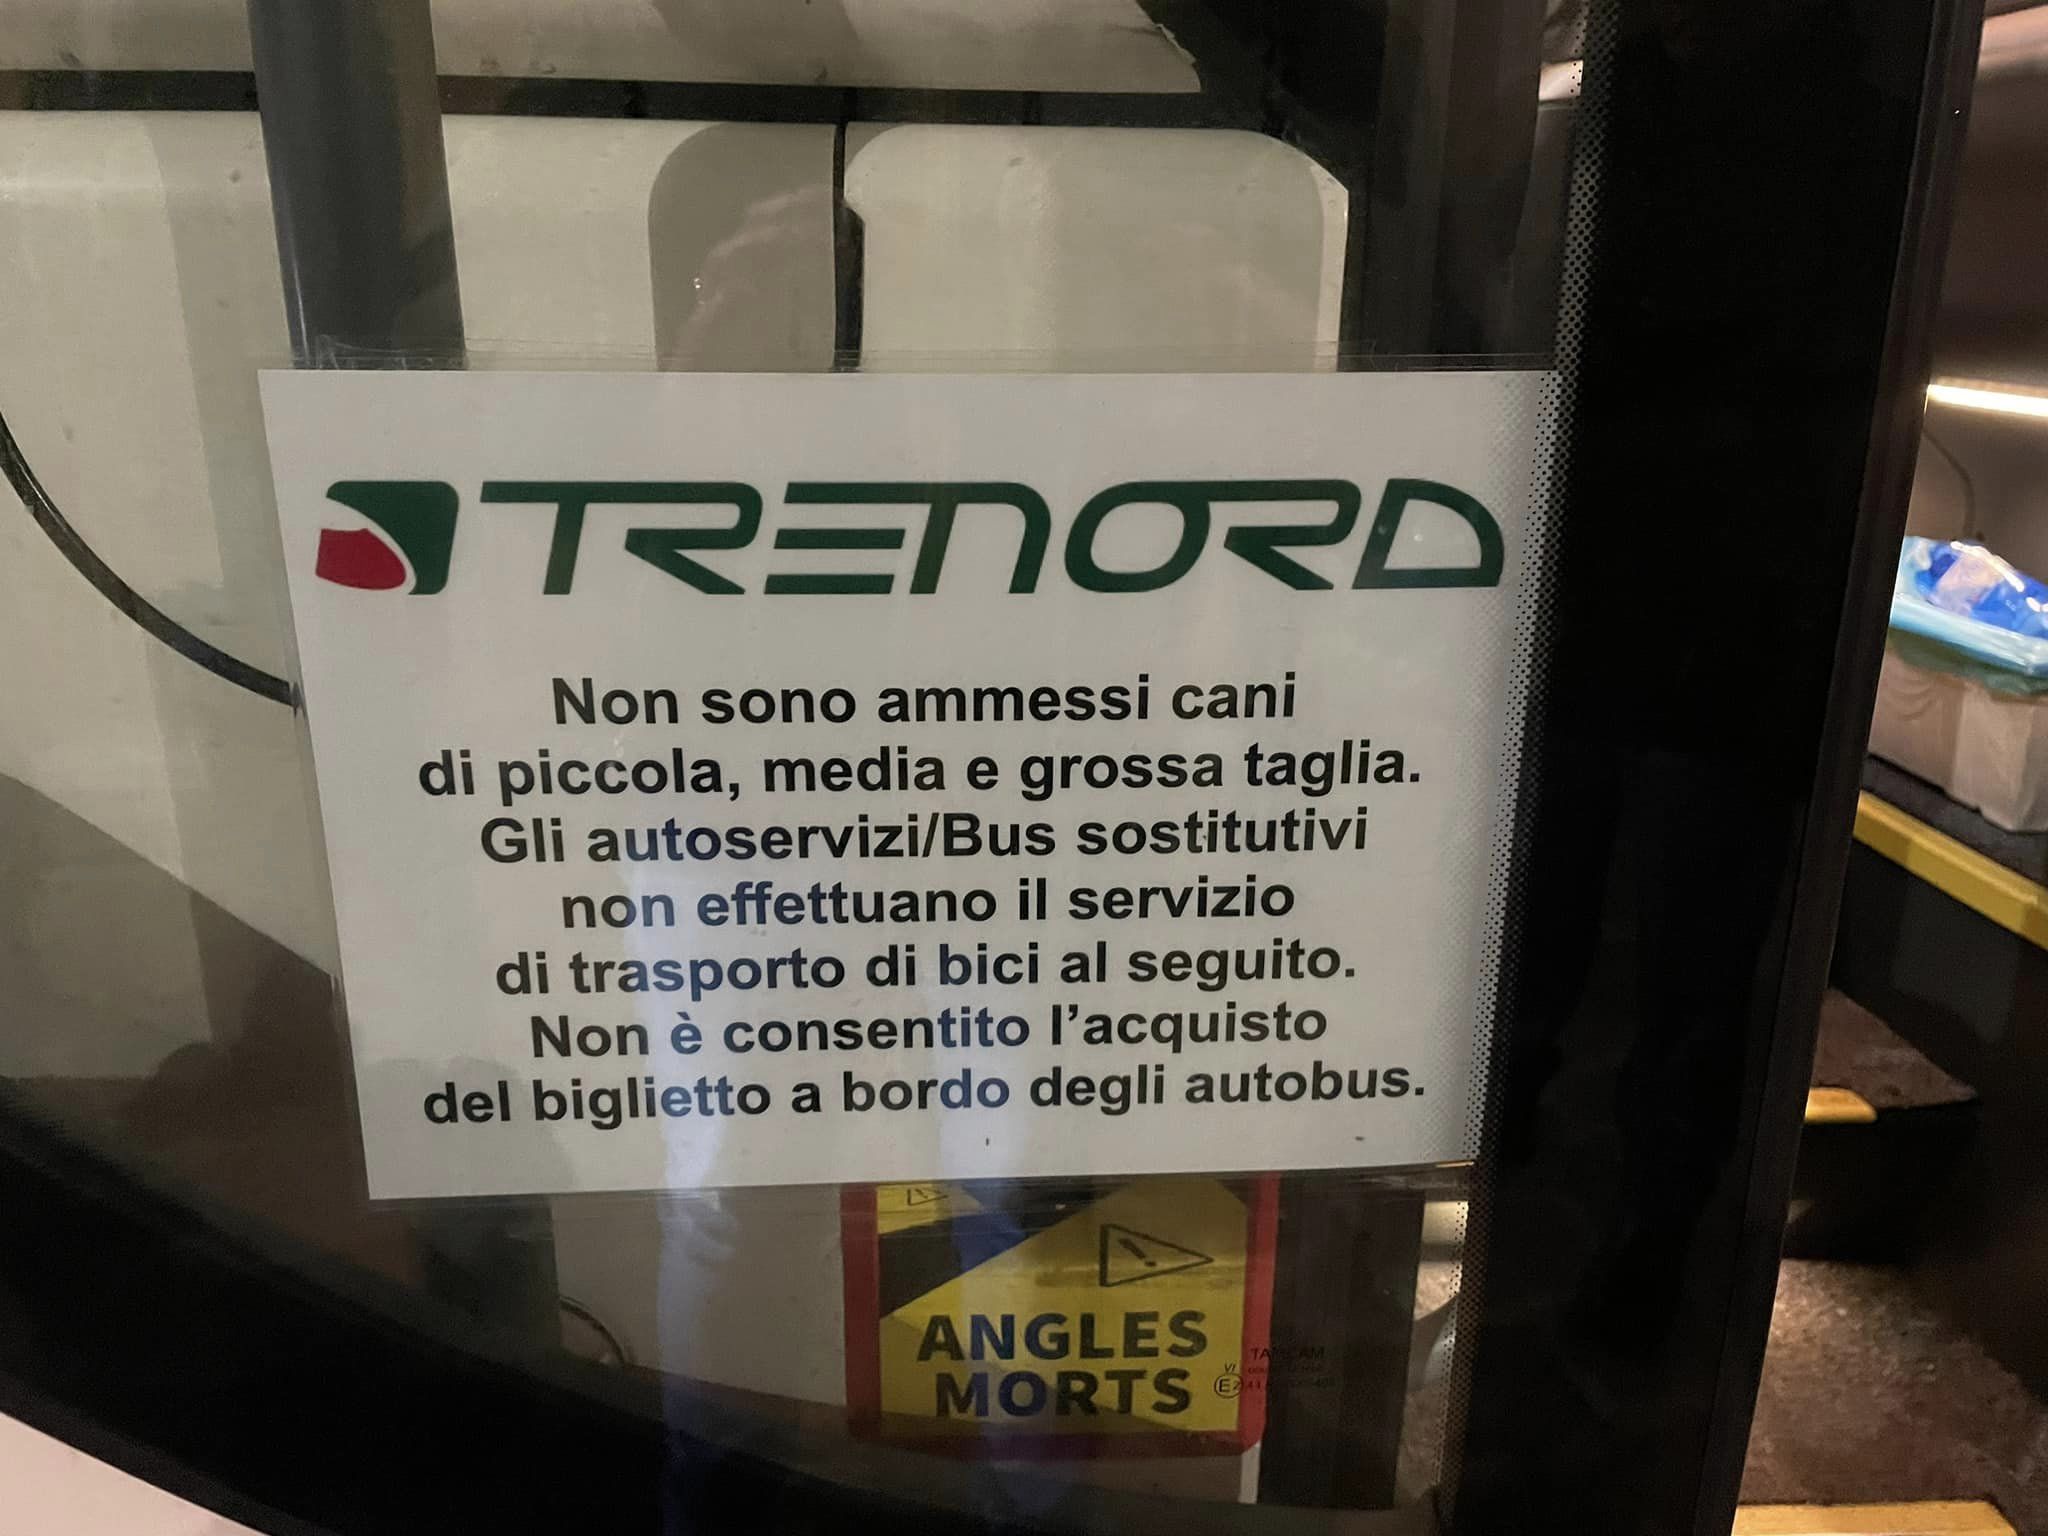 TRENORD
Non sono ammessi cani
di piccola, media e grossa taglia.
Gli autoservizi/Bus sostitutivi
non effettuano il servizio
di trasporto di bici al seguito.
Non è consentito l'acquisto
del biglietto a bordo degli autobus.
ANGLES
MORTS